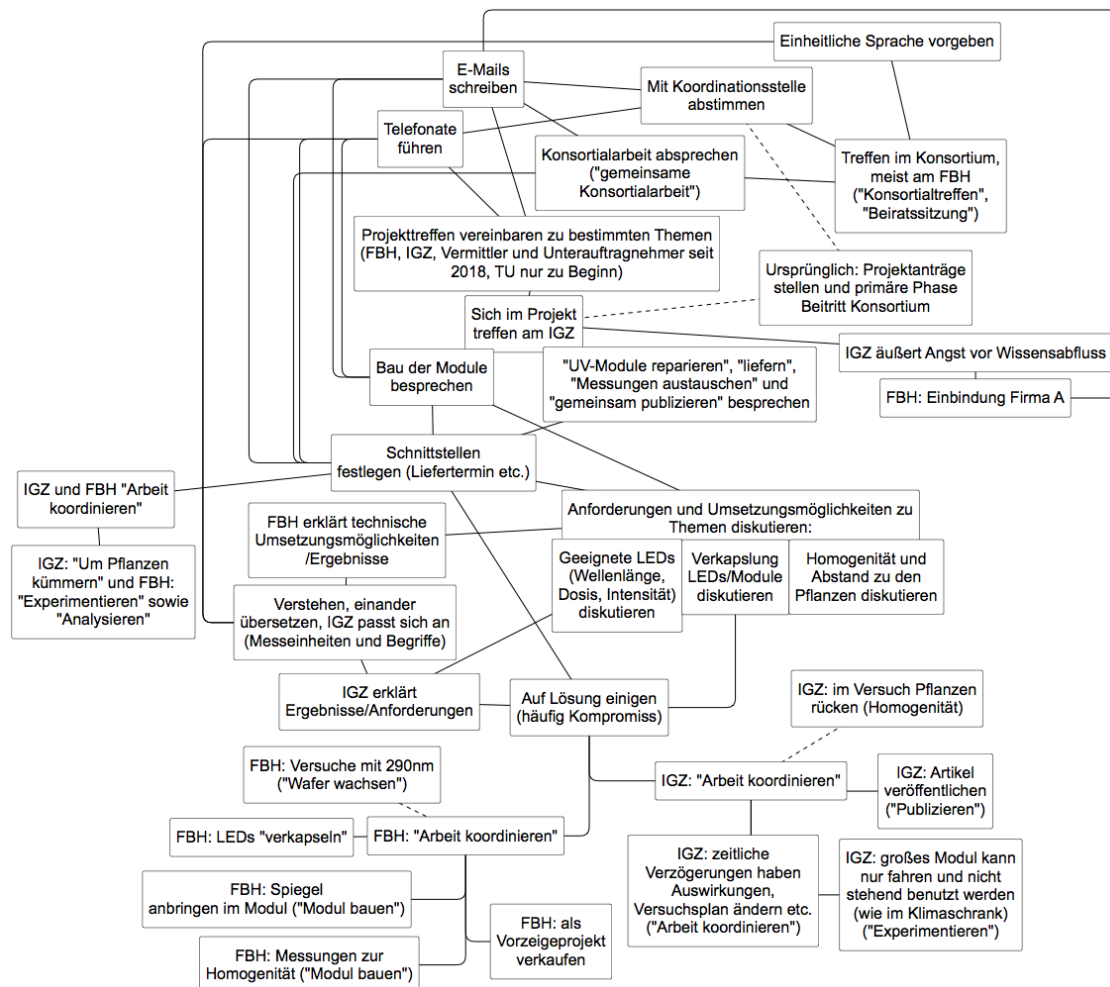 Einheitliche Sprache vorgeben
E-Mails
schreiben
Mit Koordinationsstelle
abstimmen
Telefonate
führen
Konsortialarbeit absprechen
("gemeinsame
Konsortialarbeit")
Treffen im Konsortium,
meist am FBH
("Konsortialtreffen",
"Beiratssitzung")
Projekttreffen vereinbaren zu bestimmten Themen
(FBH, IGZ, Vermittler und Unterauftragnehmer seit
2018, TU nur zu Beginn)
Ursprünglich: Projektanträge
stellen und primäre Phase
Beitritt Konsortium
Sich im Projekt
treffen am IGZ
IGZ äußert Angst vor Wissensabfluss
Bau der Module
besprechen
"UV-Module reparieren", "liefern",
"Messungen austauschen" und
"gemeinsam publizieren" besprechen
FBH: Einbindung Firma A
Schnittstellen
festlegen (Liefertermin etc.)
IGZ und FBH "Arbeit
koordinieren"
Anforderungen und Umsetzungsmöglichkeiten zu
Themen diskutieren:
FBH erklärt technische
Umsetzungsmöglichkeiten
/Ergebnisse
IGZ: "Um Pflanzen
kümmern" und FBH:
"Experimentieren" sowie
"Analysieren"
Geeignete LEDs
(Wellenlänge,
Dosis, Intensität)
diskutieren
Verkapslung
LEDs/Module
diskutieren
Homogenität und
Abstand zu den
Pflanzen diskutieren
Verstehen, einander
übersetzen, IGZ passt sich an
(Messeinheiten und Begriffe)
IGZ erklärt
Ergebnisse/Anforderungen
Auf Lösung einigen
(häufig Kompromiss)
IGZ: im Versuch Pflanzen
rücken (Homogenität)
FBH: Versuche mit 290nm
("Wafer wachsen")
IGZ: "Arbeit koordinieren"
IGZ: Artikel
veröffentlichen
("Publizieren")
FBH: LEDs "verkapseln"
FBH: "Arbeit koordinieren"
IGZ: zeitliche
Verzögerungen haben
Auswirkungen,
Versuchsplan ändern etc.
("Arbeit koordinieren")
IGZ: großes Modul kann
nur fahren und nicht
stehend benutzt werden
(wie im Klimaschrank)
("Experimentieren")
FBH: Spiegel
anbringen im Modul ("Modul bauen")
FBH: als
Vorzeigeprojekt
verkaufen
FBH: Messungen zur
Homogenität ("Modul bauen")